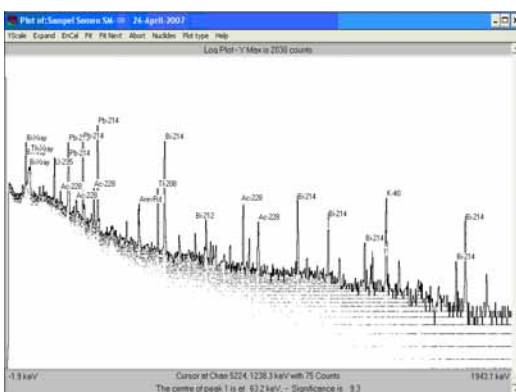 Plot of:Sampel Semen SM- 26-April-2007
YScale Expand EnCal Fit Fit Next Abort Nuclides Plot type Help
Log Plot - Y Max is 2030 counts
Pb-214
Bi-214
Bi-Xray
Th-Xray
Bi-Xray
Pb-214
Pb-214
U-235
Ac-228
Ac-228
Ac-228
Tl-208
Ann-Rd
Bi-212
Ac-228
Ac-228
Bi-214
Bi-214
Bi-214
K-40
Bi-214
Bi-214
-1.9 keV
Cursor at Chan 5224, 1238.3 keV with 75 Counts
1943.1 keV
The centre of peak 1 is at 63.2 keV, - Significance is 9.3